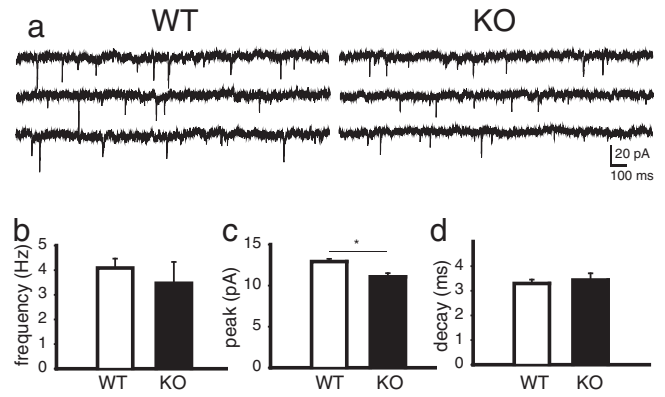 a WT KO
20 pA
100 ms
b c d
frequency (Hz)
5
4
3
2
1
0
WT KO
peak (pA)
15
10
5
0
*
WT KO
decay (ms)
4
3
2
1
0
WT KO